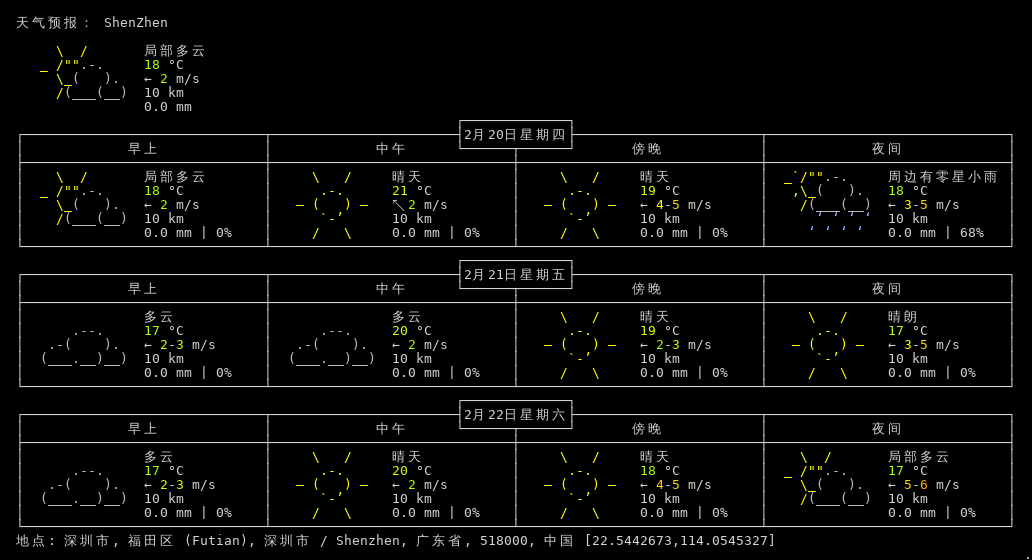 天气预报： ShenZhen
局部多云
18 °C
← 2 m/s
10 km
0.0 mm
2月20日星期四
早上 中午 傍晚 夜间
局部多云 晴天 晴天 周边有零星小雨
18 °C 21 °C 19 °C 18 °C
← 2 m/s ↖ 2 m/s ← 4-5 m/s ← 3-5 m/s
10 km 10 km 10 km 10 km
0.0 mm | 0% 0.0 mm | 0% 0.0 mm | 0% 0.0 mm | 68%
2月21日星期五
早上 中午 傍晚 夜间
多云 多云 晴天 晴朗
17 °C 20 °C 19 °C 17 °C
← 2-3 m/s ← 2 m/s ← 2-3 m/s ← 3-5 m/s
10 km 10 km 10 km 10 km
0.0 mm | 0% 0.0 mm | 0% 0.0 mm | 0% 0.0 mm | 0%
2月22日星期六
早上 中午 傍晚 夜间
多云 晴天 晴天 局部多云
17 °C 20 °C 18 °C 17 °C
← 2-3 m/s ← 2 m/s ← 4-5 m/s ← 5-6 m/s
10 km 10 km 10 km 10 km
0.0 mm | 0% 0.0 mm | 0% 0.0 mm | 0% 0.0 mm | 0%
地点: 深圳市, 福田区 (Futian), 深圳市 / Shenzhen, 广东省, 518000, 中国 [22.5442673,114.0545327]